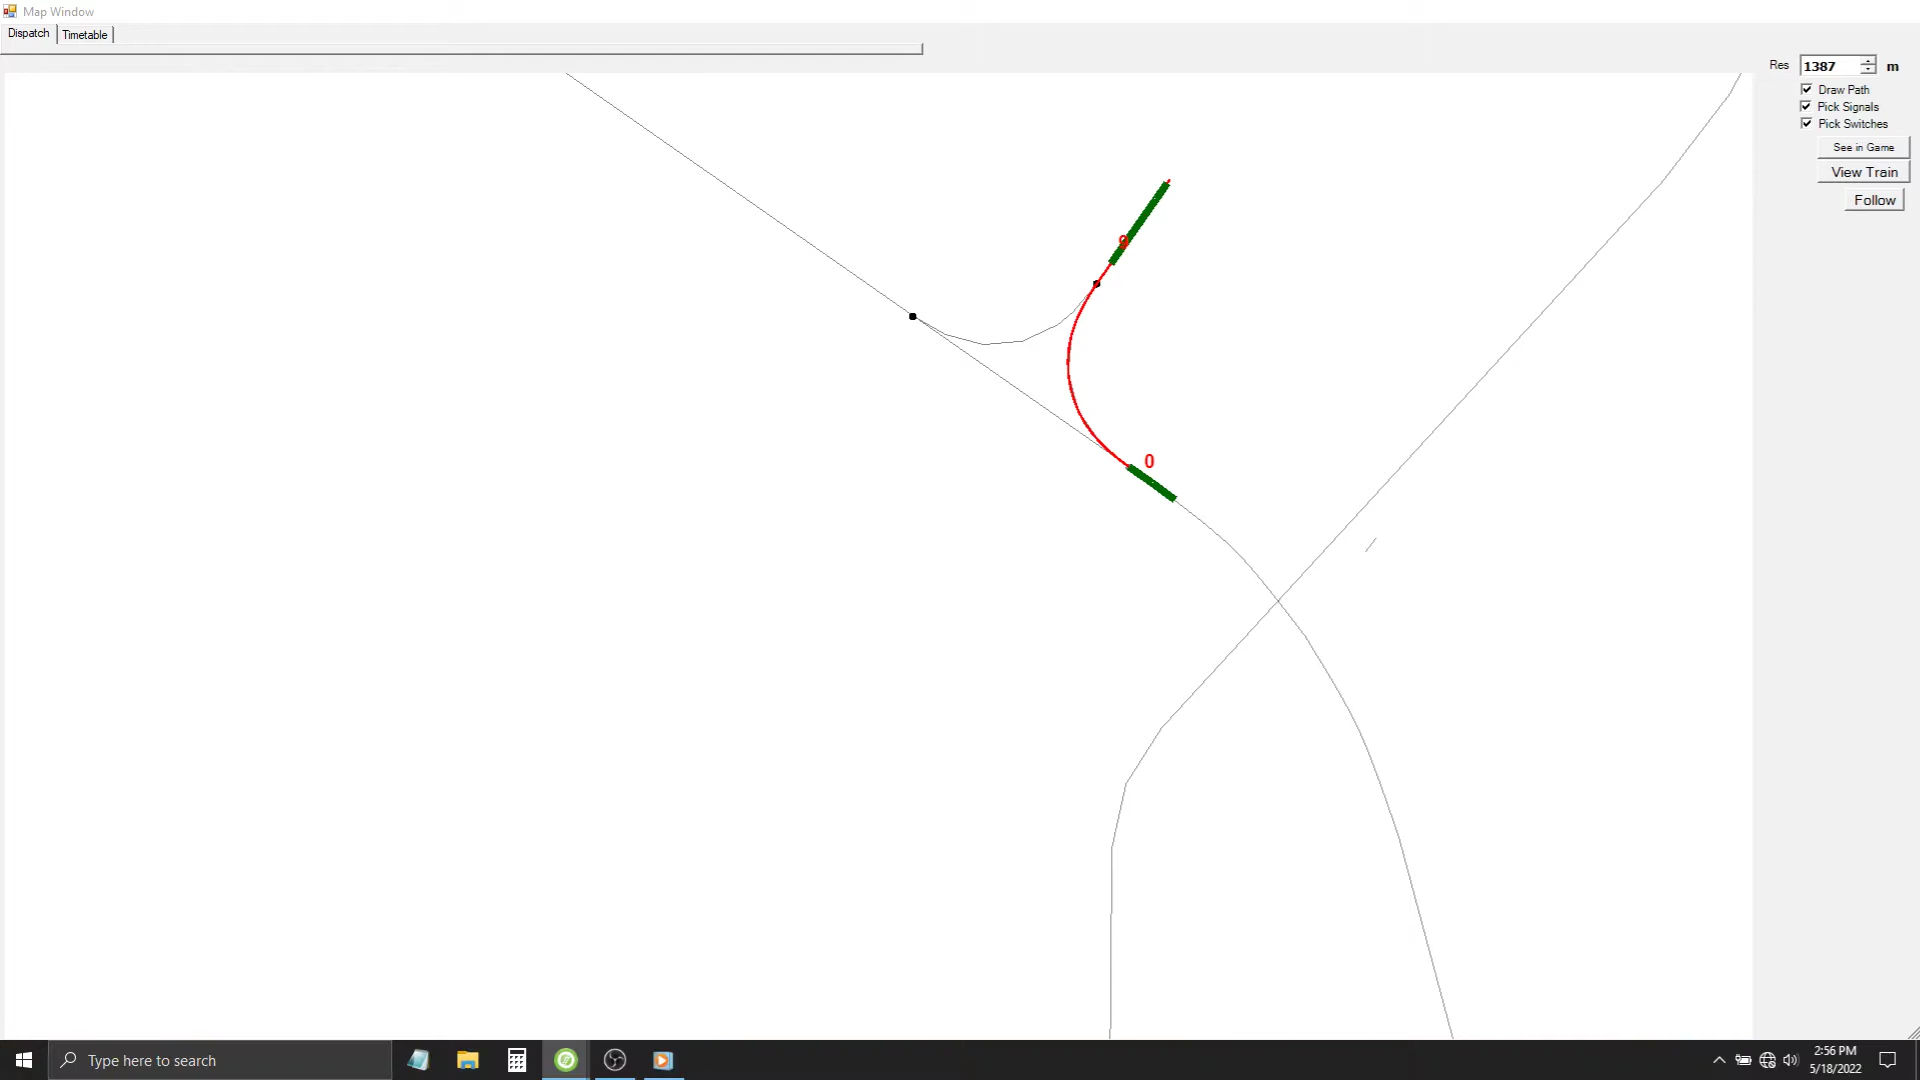 Map Window
Dispatch Timetable
Res 1387 m
Draw Path
Pick Signals
Pick Switches
See in Game
View Train
Follow
0
Type here to search
2:56 PM
5/18/2022